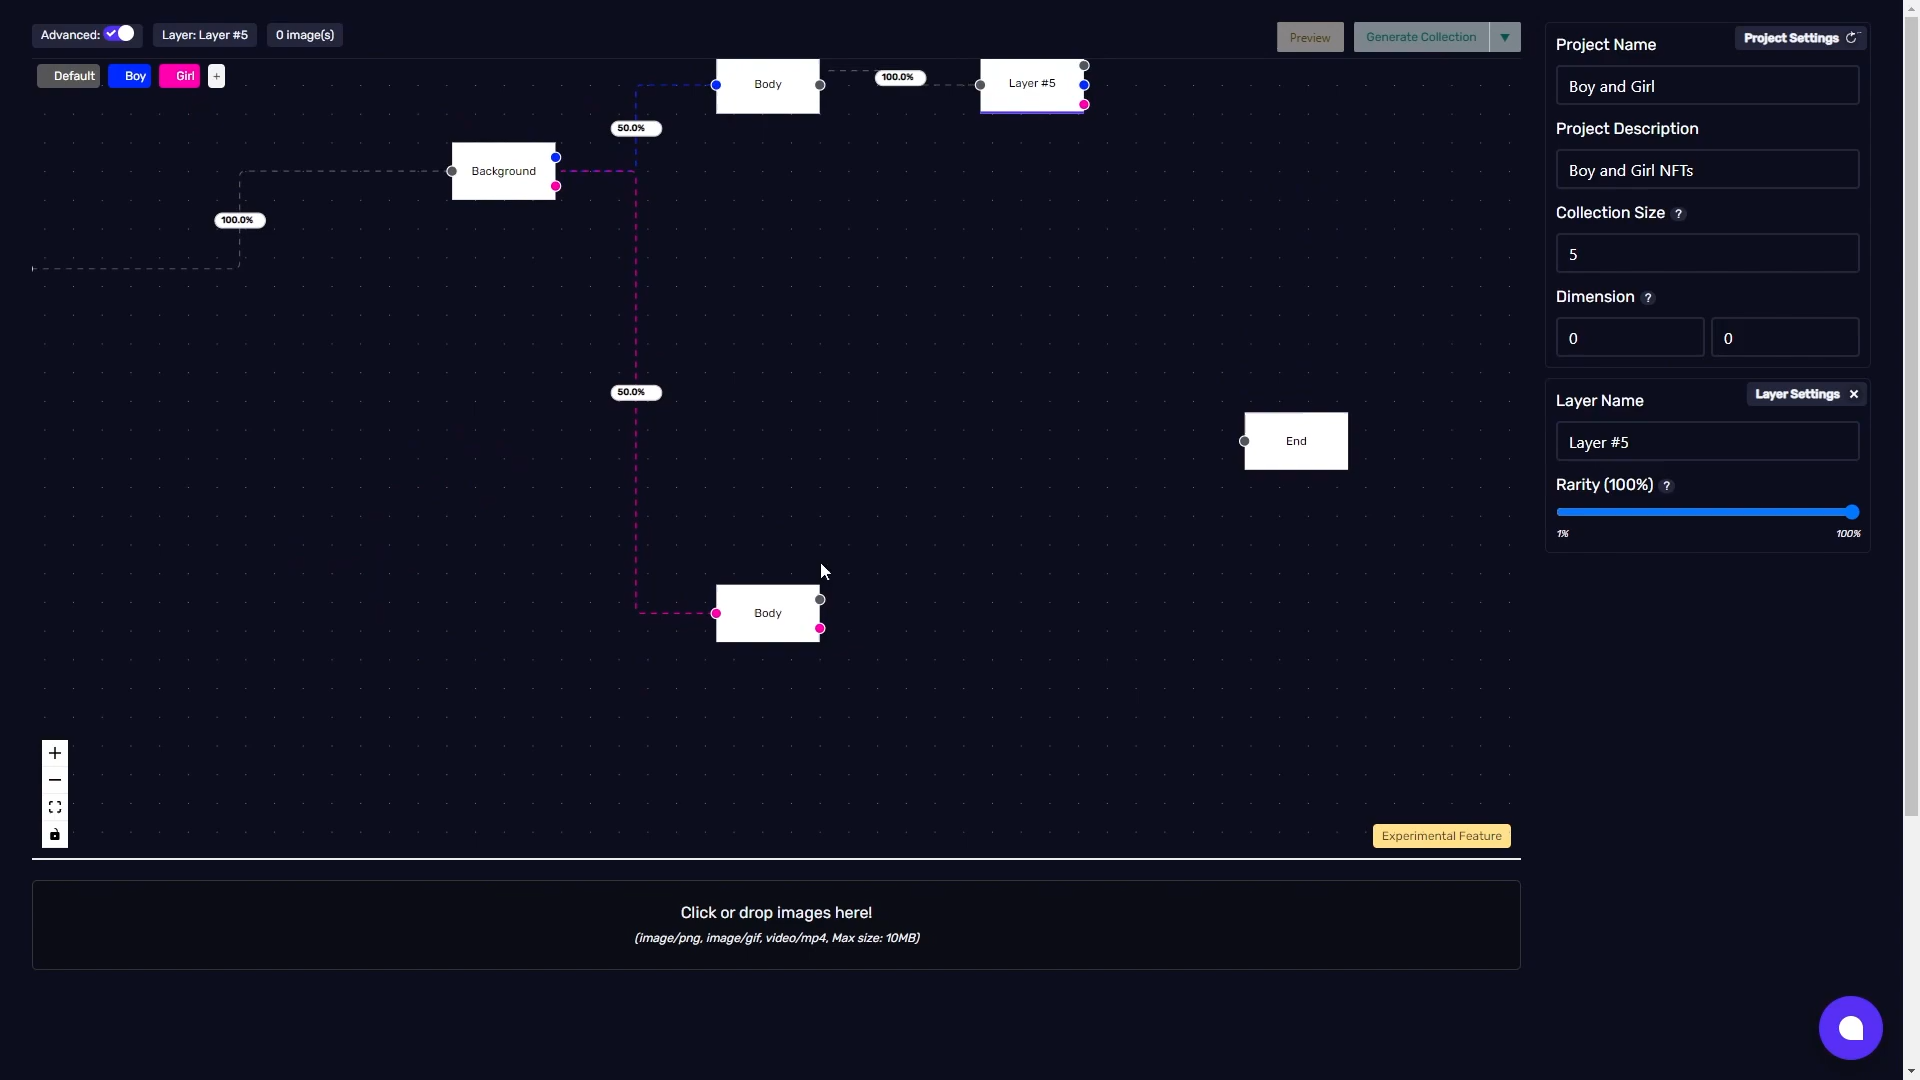 Advanced:
Layer: Layer #5
0 image(s)
Preview
Generate Collection
Default
Boy
Girl
+
Body
100.0%
Layer #5
50.0%
Background
100.0%
50.0%
End
Body
Experimental Feature
Click or drop images here!
(image/png, image/gif, video/mp4, Max size: 10MB)
Project Settings
Project Name
Boy and Girl
Project Description
Boy and Girl NFTs
Collection Size ?
5
Dimension ?
0
0
Layer Settings ×
Layer Name
Layer #5
Rarity (100%) ?
1%
100%